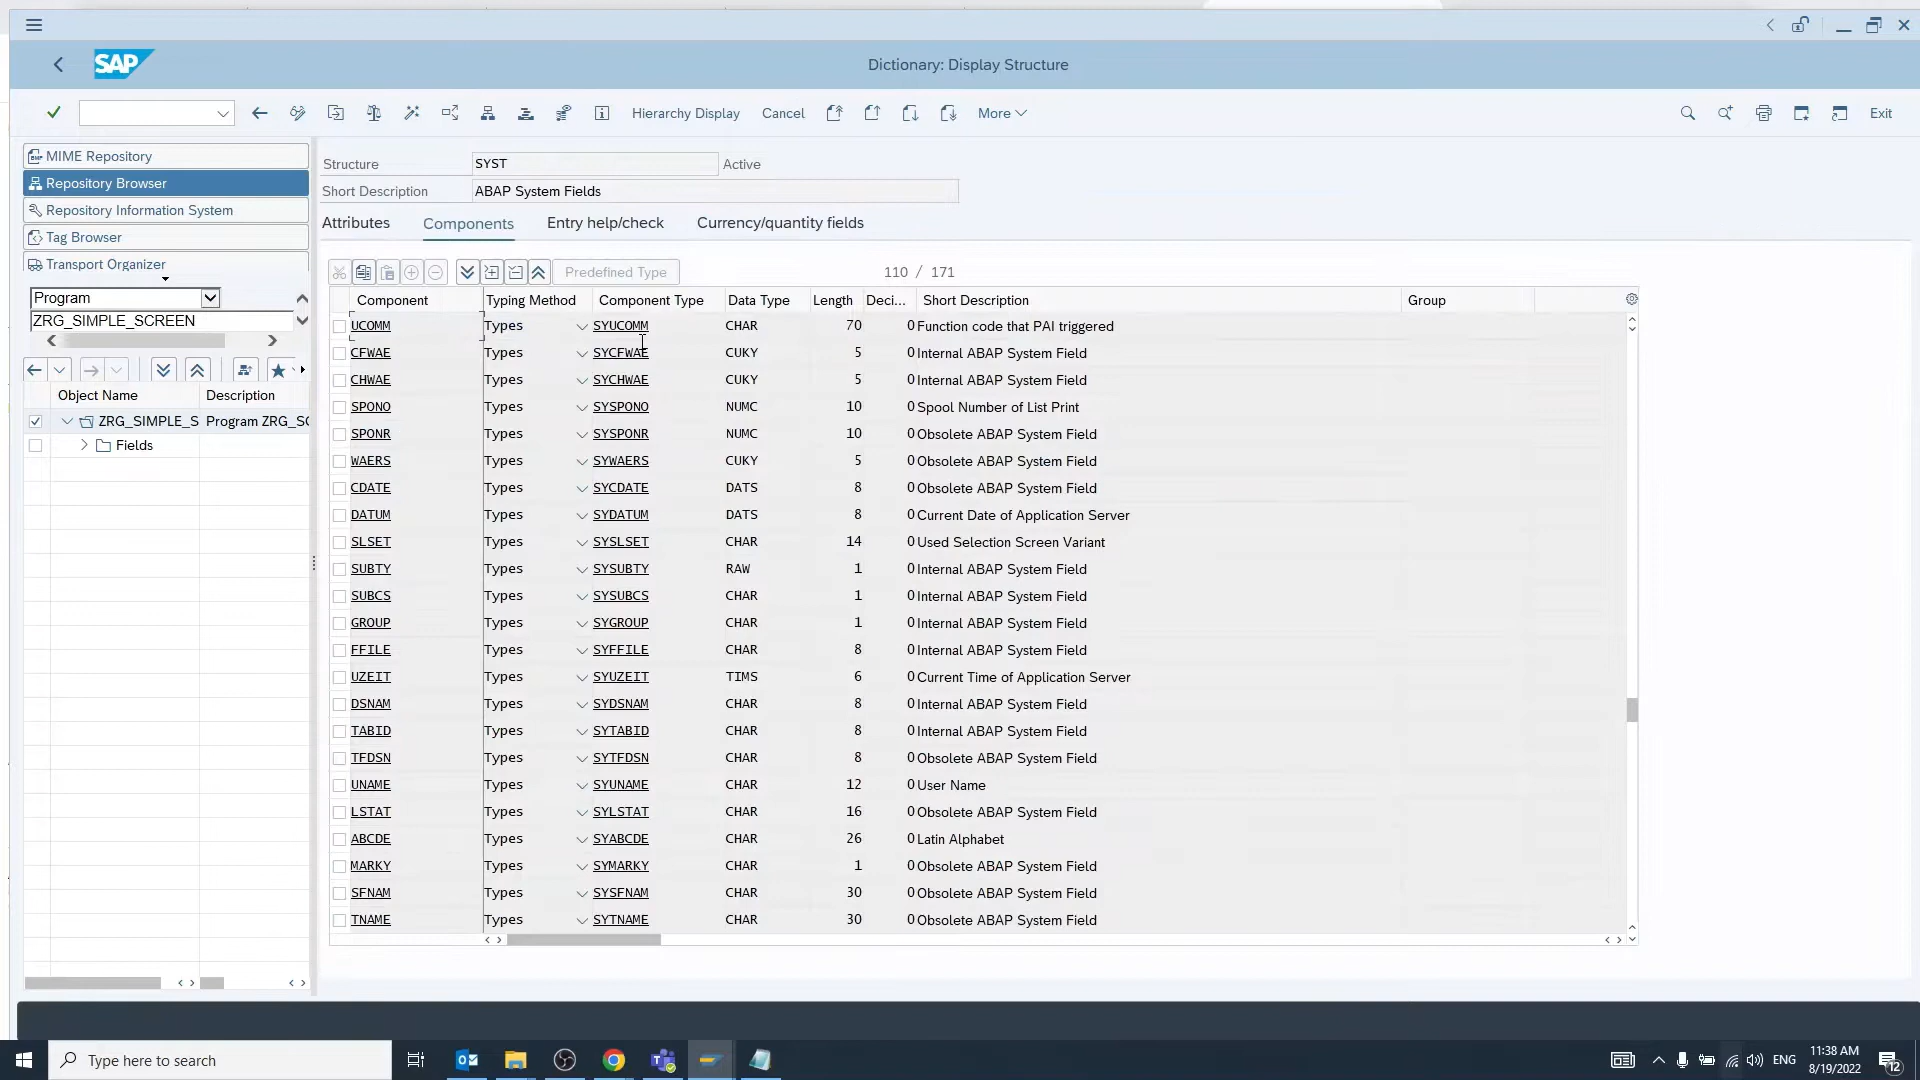 SAP
Dictionary: Display Structure
Hierarchy Display Cancel More Exit
MIME Repository
Repository Browser
Repository Information System
Tag Browser
Transport Organizer
Program
ZRG_SIMPLE_SCREEN
Object Name Description
ZRG_SIMPLE_S Program ZRG_S
Fields
Structure SYST Active
Short Description ABAP System Fields
Attributes Components Entry help/check Currency/quantity fields
Predefined Type 110 / 171
Component Typing Method Component Type Data Type Length Deci... Short Description Group
UCOMM Types SYUCOMM CHAR 70 0 Function code that PAI triggered
CFWAE Types SYCFWAE CUKY 5 0 Internal ABAP System Field
CHWAE Types SYCHWAE CUKY 5 0 Internal ABAP System Field
SPONO Types SYSPONO NUMC 10 0 Spool Number of List Print
SPONR Types SYSPONR NUMC 10 0 Obsolete ABAP System Field
WAERS Types SYWAERS CUKY 5 0 Obsolete ABAP System Field
CDATE Types SYCDATE DATS 8 0 Obsolete ABAP System Field
DATUM Types SYDATUM DATS 8 0 Current Date of Application Server
SLSET Types SYSLSET CHAR 14 0 Used Selection Screen Variant
SUBTY Types SYSUBTY RAW 1 0 Internal ABAP System Field
SUBCS Types SYSUBCS CHAR 1 0 Internal ABAP System Field
GROUP Types SYGROUP CHAR 1 0 Internal ABAP System Field
FFILE Types SYFFILE CHAR 8 0 Internal ABAP System Field
UZEIT Types SYUZEIT TIMS 6 0 Current Time of Application Server
DSNAM Types SYDSNAM CHAR 8 0 Internal ABAP System Field
TABID Types SYTABID CHAR 8 0 Internal ABAP System Field
TFDSN Types SYTFDSN CHAR 8 0 Obsolete ABAP System Field
UNAME Types SYUNAME CHAR 12 0 User Name
LSTAT Types SYLSTAT CHAR 16 0 Obsolete ABAP System Field
ABCDE Types SYABCDE CHAR 26 0 Latin Alphabet
MARKY Types SYMARKY CHAR 1 0 Obsolete ABAP System Field
SFNAM Types SYSFNAM CHAR 30 0 Obsolete ABAP System Field
TNAME Types SYTNAME CHAR 30 0 Obsolete ABAP System Field
Type here to search
ENG
11:38 AM
8/19/2022
12